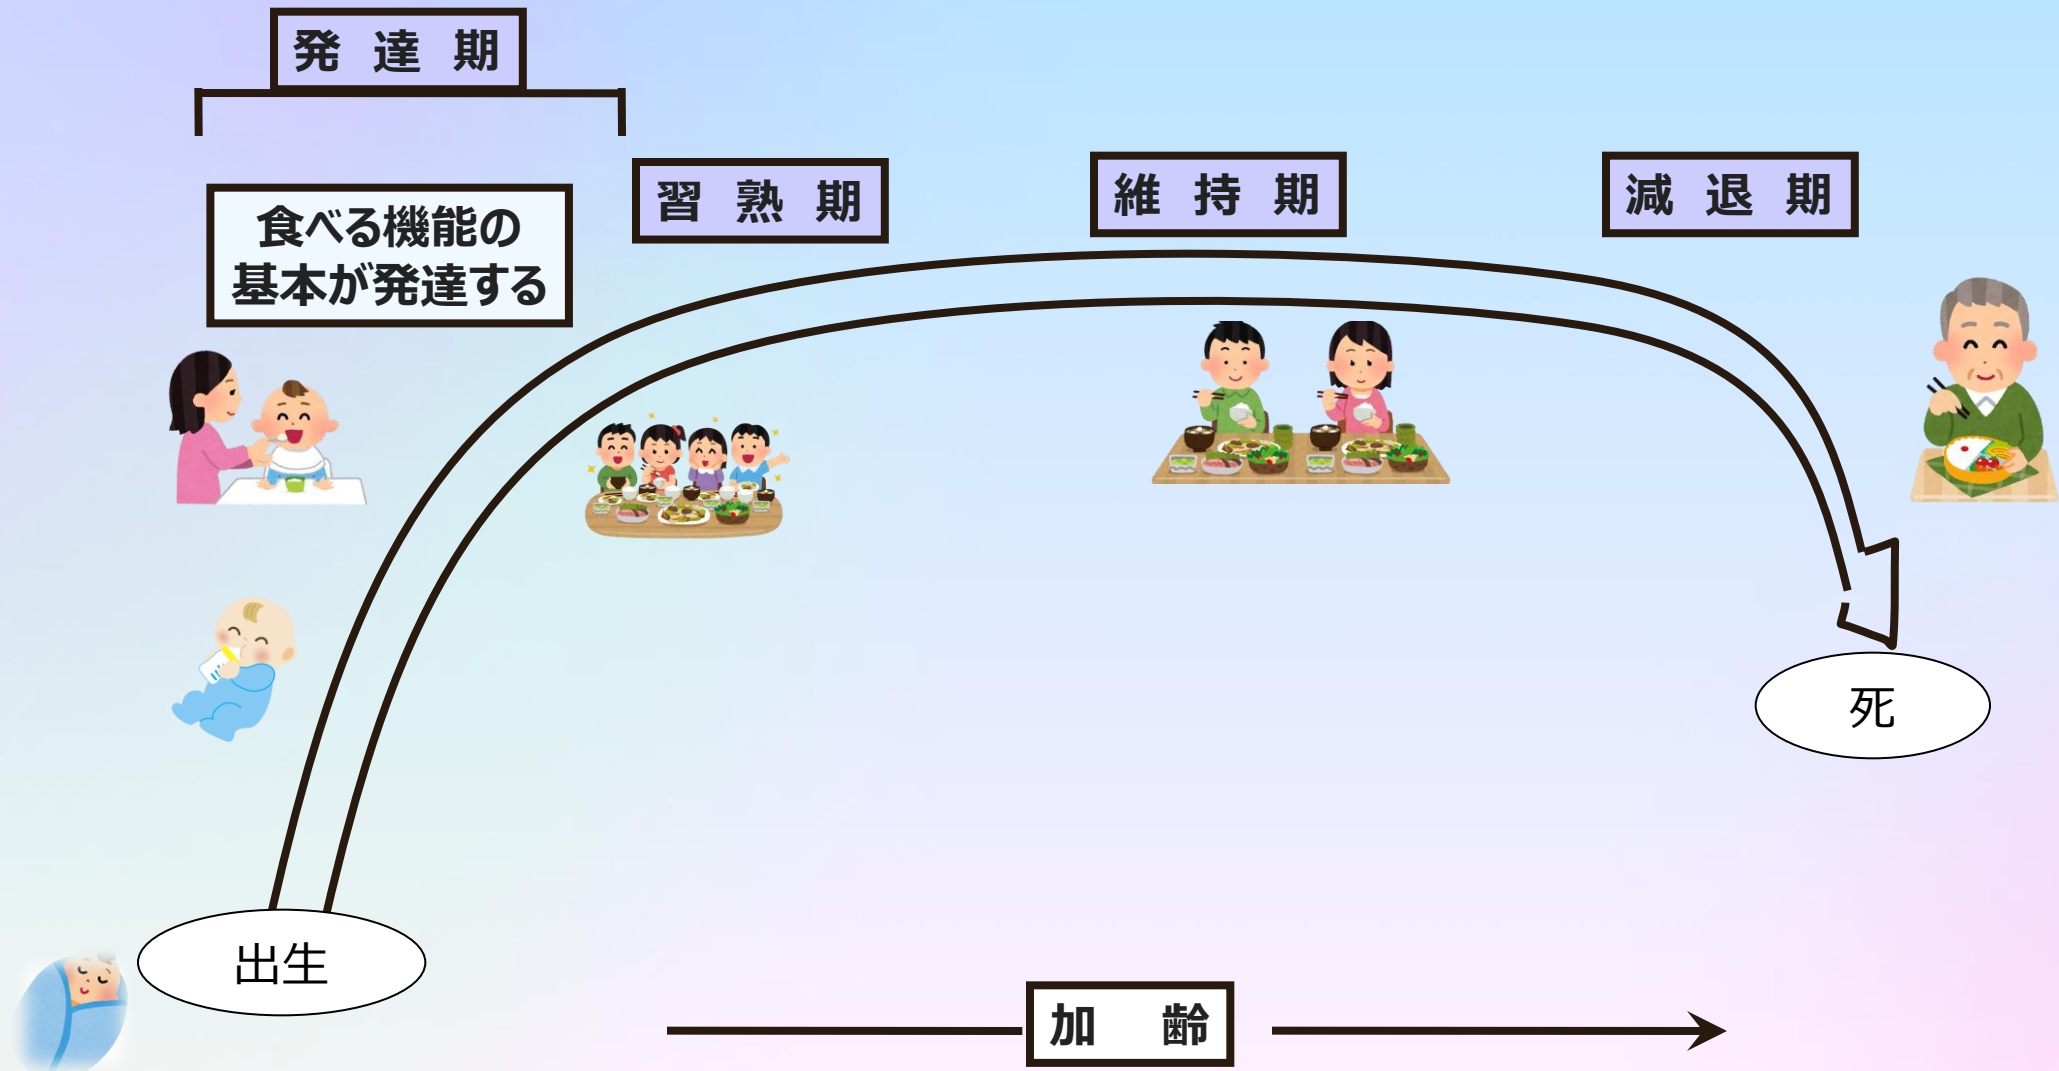 発 達 期
食べる機能の
基本が発達する
習 熟 期
維 持 期
減 退 期
死
出生
加 齢